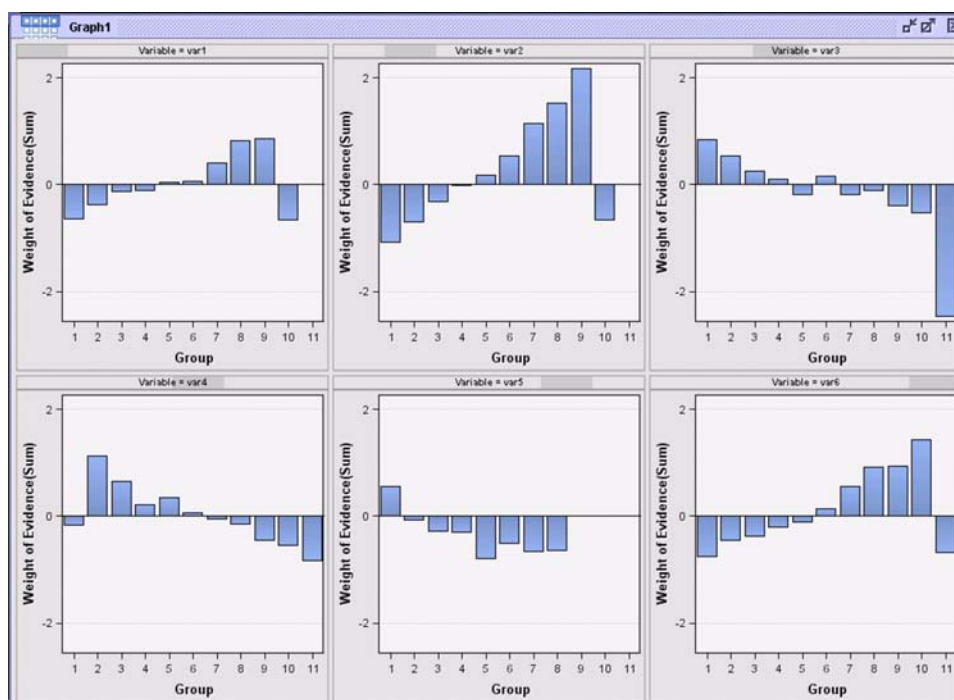 Graph1
Variable = var1
Weight of Evidence(Sum)
2
0
-2
1 2 3 4 5 6 7 8 9 10 11
Group
Variable = var2
Weight of Evidence(Sum)
2
0
-2
1 2 3 4 5 6 7 8 9 10 11
Group
Variable = var3
Weight of Evidence(Sum)
2
0
-2
1 2 3 4 5 6 7 8 9 10 11
Group
Variable = var4
Weight of Evidence(Sum)
2
0
-2
1 2 3 4 5 6 7 8 9 10 11
Group
Variable = var5
Weight of Evidence(Sum)
2
0
-2
1 2 3 4 5 6 7 8 9 10 11
Group
Variable = var6
Weight of Evidence(Sum)
2
0
-2
1 2 3 4 5 6 7 8 9 10 11
Group